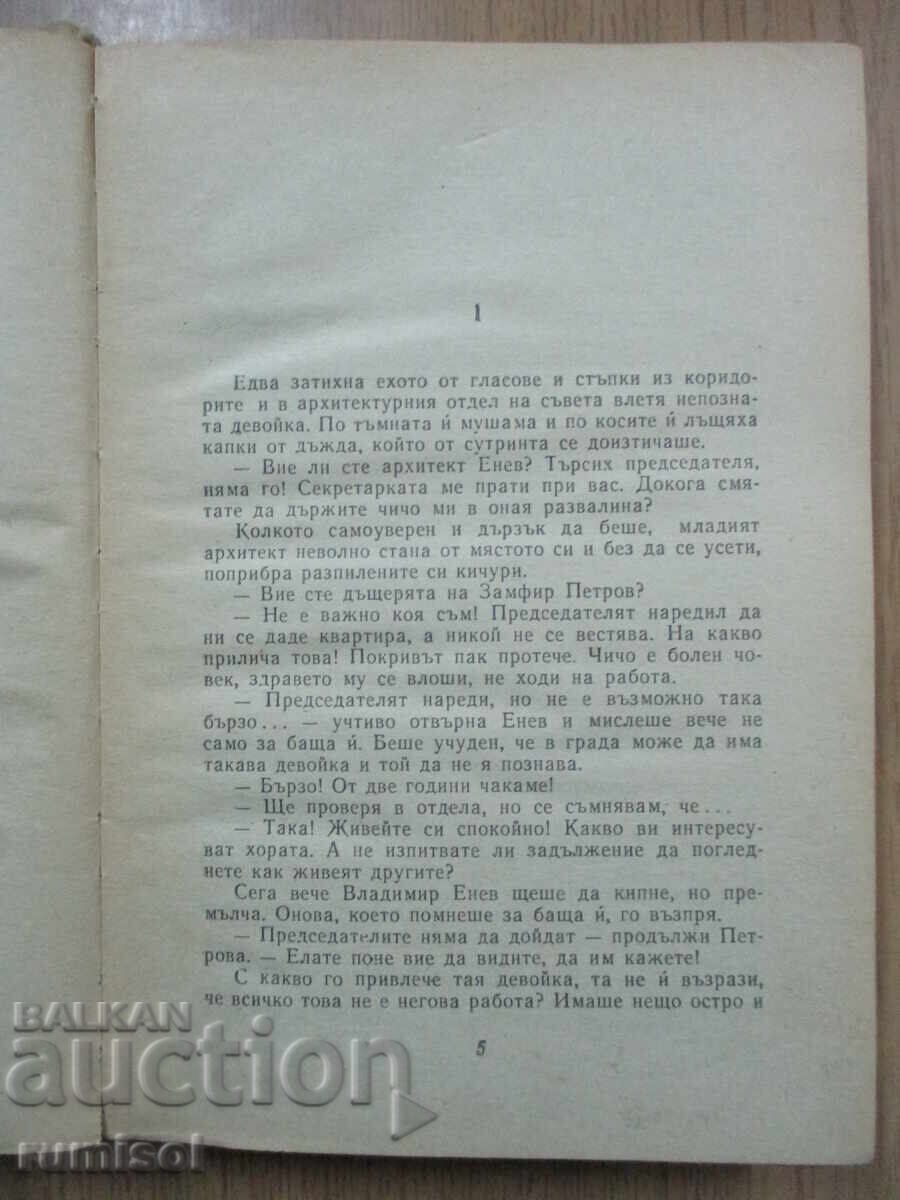 1
Едва затихна ехото от гласове и стъпки из коридо-
рите и в архитектурния отдел на съвета влетя непозна-
та девойка. По тъмната ѝ мушама и по косите ѝ лъщяха
капки от дъжда, който от сутринта се доизтичаше.
— Вие ли сте архитект Енев? Търсих председателя,
няма го! Секретарката ме прати при вас. Докога смя-
тате да държите чичо ми в оная развалина?
Колкото самоуверен и дързък да беше, младият
архитект неволно стана от мястото си и без да се усети,
поприбра разпилените си кичури.
— Вие сте дъщерята на Замфир Петров?
— Не е важно коя съм! Председателят наредил да
ни се даде квартира, а никой не се вестява. На какво
прилича това! Покривът пак протече. Чичо е болен чо-
век, здравето му се влоши, не ходи на работа.
— Председателят нареди, но не е възможно така
бързо... — учтиво отвърна Енев и мислеше вече не
само за баща ѝ. Беше учуден, че в града може да има
такава девойка и той да не я познава.
— Бързо! От две години чакаме!
— Ще проверя в отдела, но се съмнявам, че...
— Така! Живейте си спокойно! Какво ви интересу-
ват хората. А не изпитвате ли задължение да поглед-
нете как живеят другите?
Сега вече Владимир Енев щеше да кипне, но пре-
мълча. Онова, което помнеше за баща ѝ, го възпря.
— Председателите няма да дойдат — продължи Пет-
рова. — Елате поне вие да видите, да им кажете!
С какво го привлече тая девойка, та не ѝ възрази,
че всичко това не е негова работа? Имаше нещо остро и
5
BALKAN
auction
rumisol